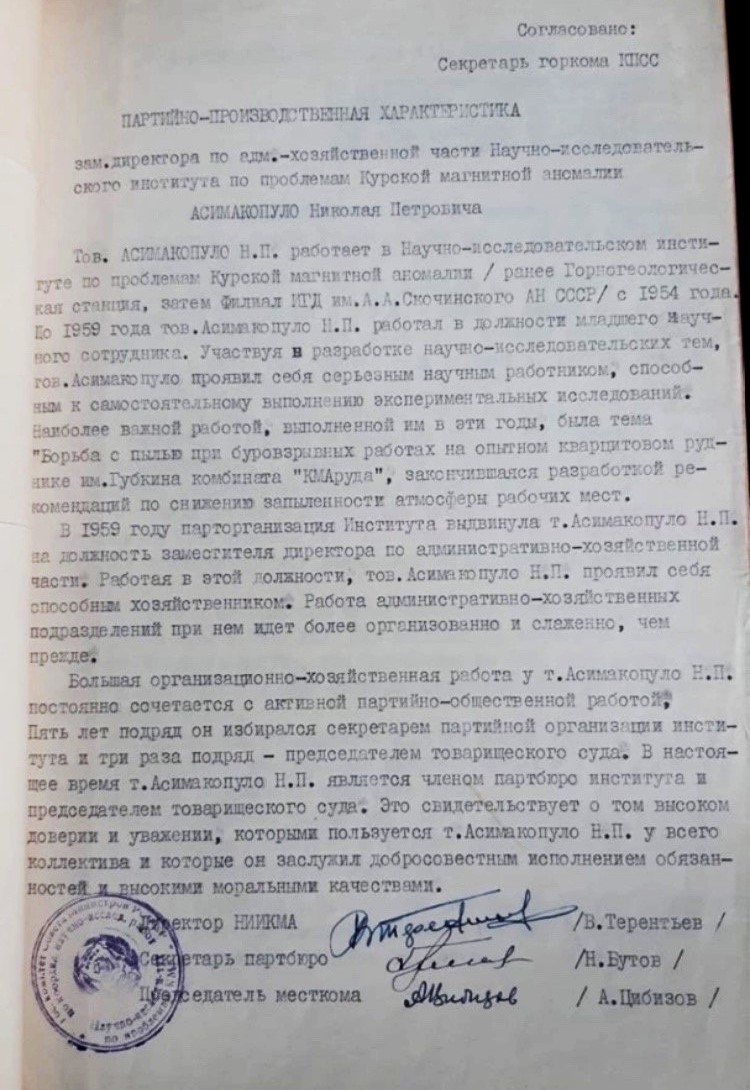 Согласовано:
Секретарь горкома КПСС
ПАРТИЙНО-ПРОИЗВОДСТВЕННАЯ ХАРАКТЕРИСТИКА
зам.директора по адм.-хозяйственной части Научно-исследователь-
ского института по проблемам Курской магнитной аномалии
АСИМАКОПУЛО Николая Петровича
Тов. АСИМАКОПУЛО Н.П. работает в Научно-исследовательском инсти-
туте по проблемам Курской магнитной аномалии / ранее Горногеологичес-
кая станция, затем Филиал ИГД им.А.А.Скочинского АН СССР/ с 1954 года.
До 1959 года тов.Асимакопуло Н.П. работал в должности младшего науч-
ного сотрудника. Участвуя в разработке научно-исследовательских тем,
тов.Асимакопуло проявил себя серьезным научным работником, способ-
ным к самостоятельному выполнению экспериментальных исследований.
Наиболее важной работой, выполненной им в эти годы, была тема
"Борьба с пылью при буровзрывных работах на опытном кварцитовом руд-
нике им.Губкина комбината "КМАруда", закончившаяся разработкой ре-
комендаций по снижению запыленности атмосферы рабочих мест.
В 1959 году парторганизация Института выдвинула т.Асимакопуло Н.П.
на должность заместителя директора по административно-хозяйственной
части. Работая в этой должности, тов.Асимакопуло Н.П. проявил себя
способным хозяйственником. Работа административно-хозяйственных
подразделений при нем идет более организованно и слаженно, чем
прежде.
Большая организационно-хозяйственная работа у т.Асимакопуло Н.П.
постоянно сочетается с активной партийно-общественной работой,
Пять лет подряд он избирался секретарем партийной организации инсти-
тута и три раза подряд - председателем товарищеского суда. В настоя-
щее время т.Асимакопуло Н.П. является членом партбюро института и
председателем товарищеского суда. Это свидетельствует о том высоком
доверии и уважении, которыми пользуется т.Асимакопуло Н.П. у всего
коллектива и которые он заслужил добросовестным исполнением обязан-
ностей и высокими моральными качествами.
Директор НИИКМА /В.Терентьев /
Секретарь партбюро /Н.Бутов /
Председатель месткома АЦибизов / А.Цибизов /